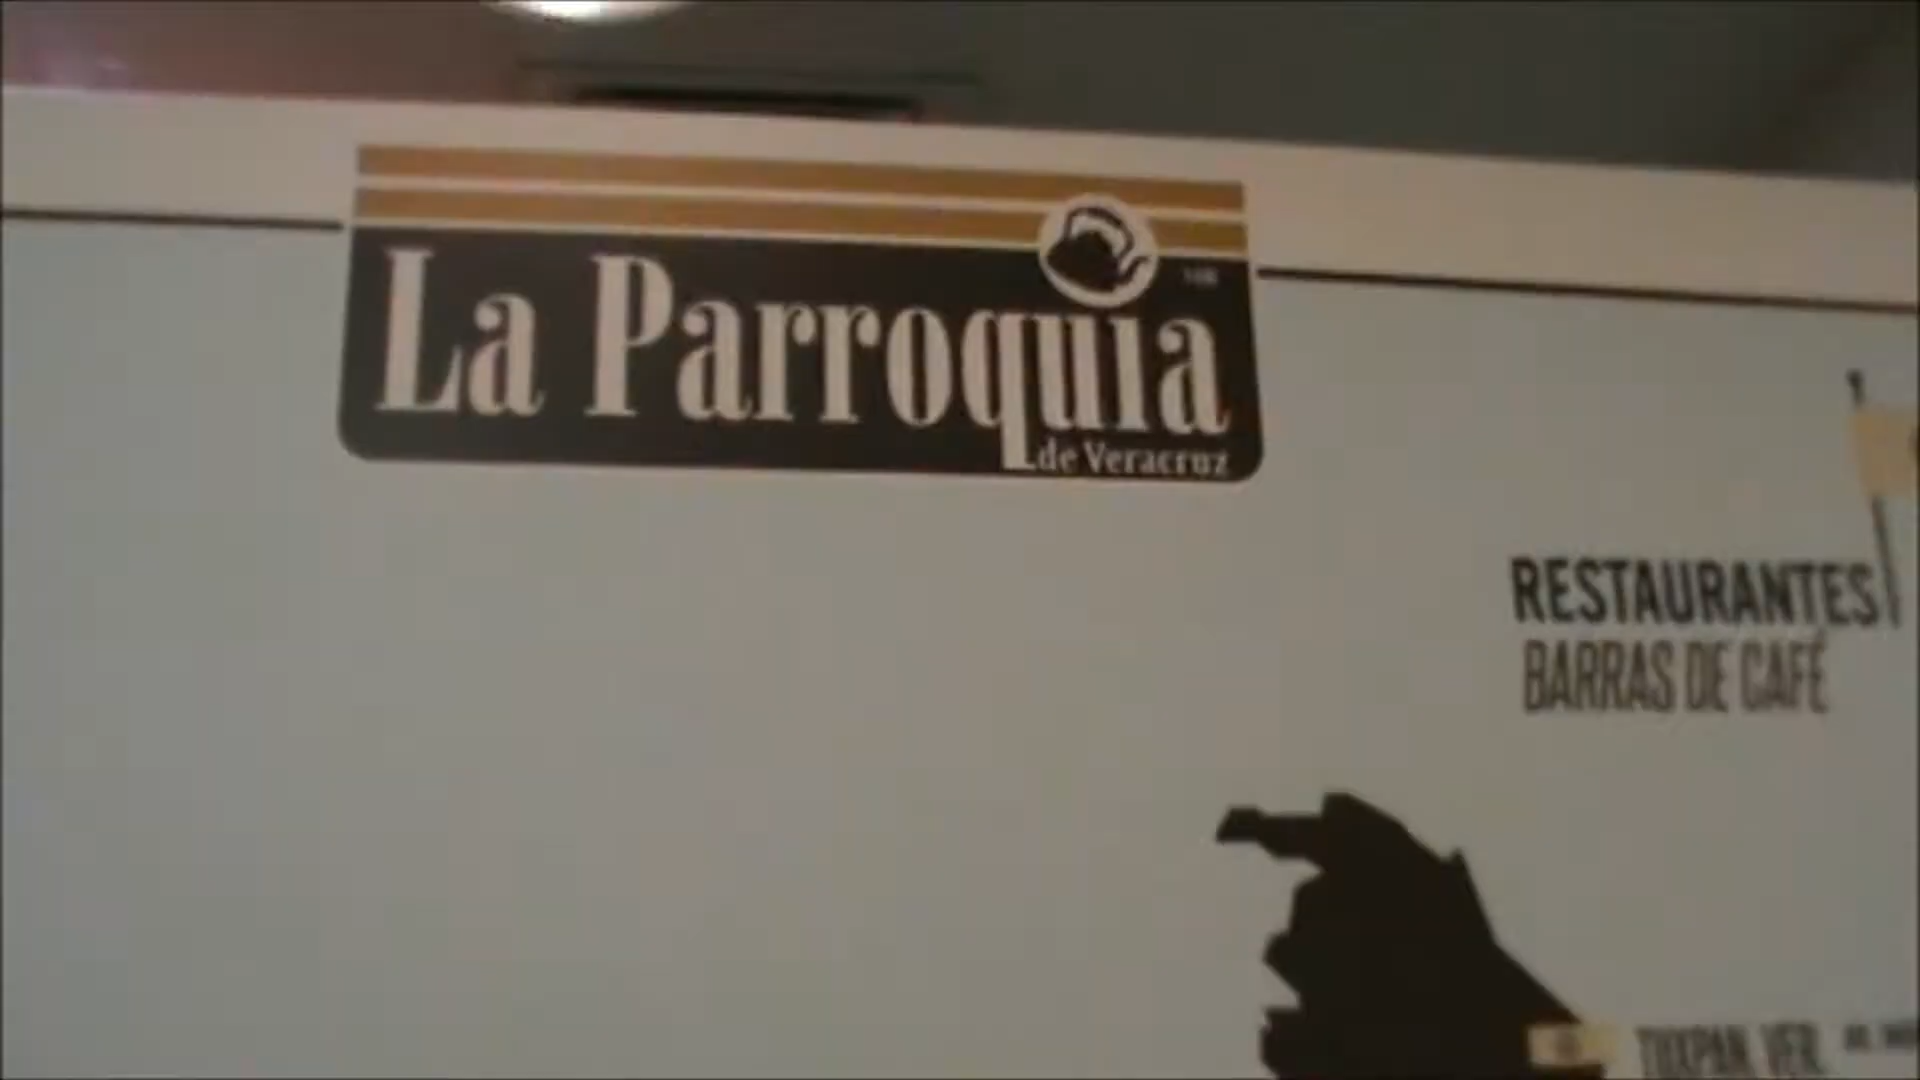 La Parroquia
de Veracruz
RESTAURANTES
BARRAS DE CAFÉ
TUXPAN, VER.